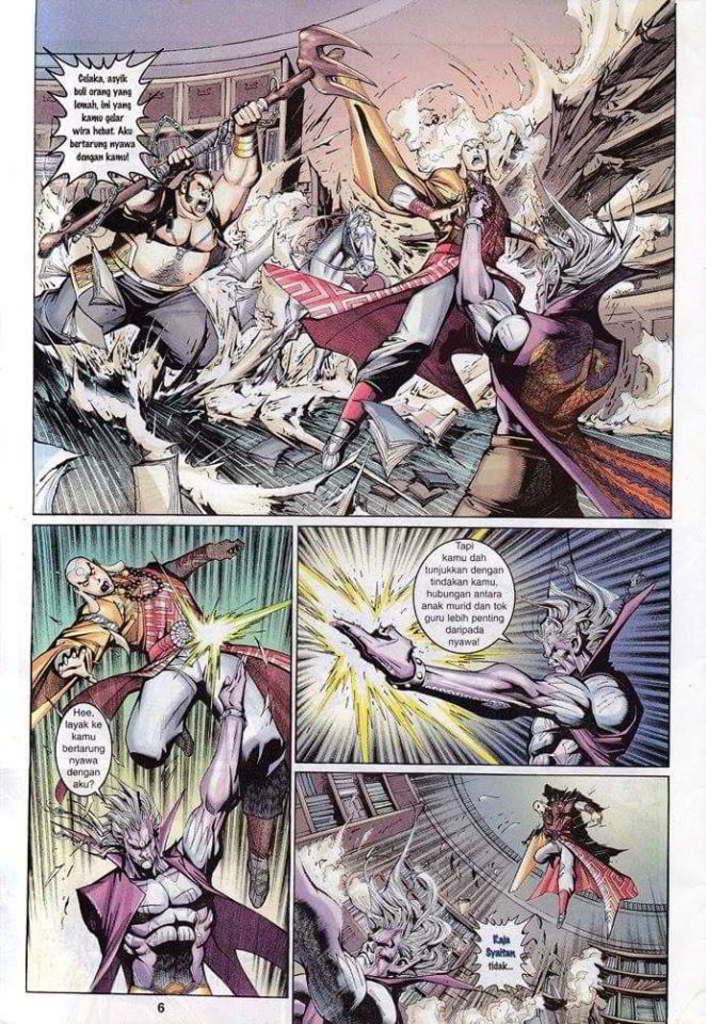 Celaka, asyik
buli orang yang
lemah, ini yang
kamu gelar
wira hebat. Aku
bertarung nyawa
dengan kamu!
Hee,
layak ke
kamu
bertarung
nyawa
dengan
aku?
Tapi
kamu dah
tunjukkan dengan
tindakan kamu,
hubungan antara
anak murid dan tok
guru lebih penting
daripada
nyawa!
Raja
Syaitan
tidak...
6